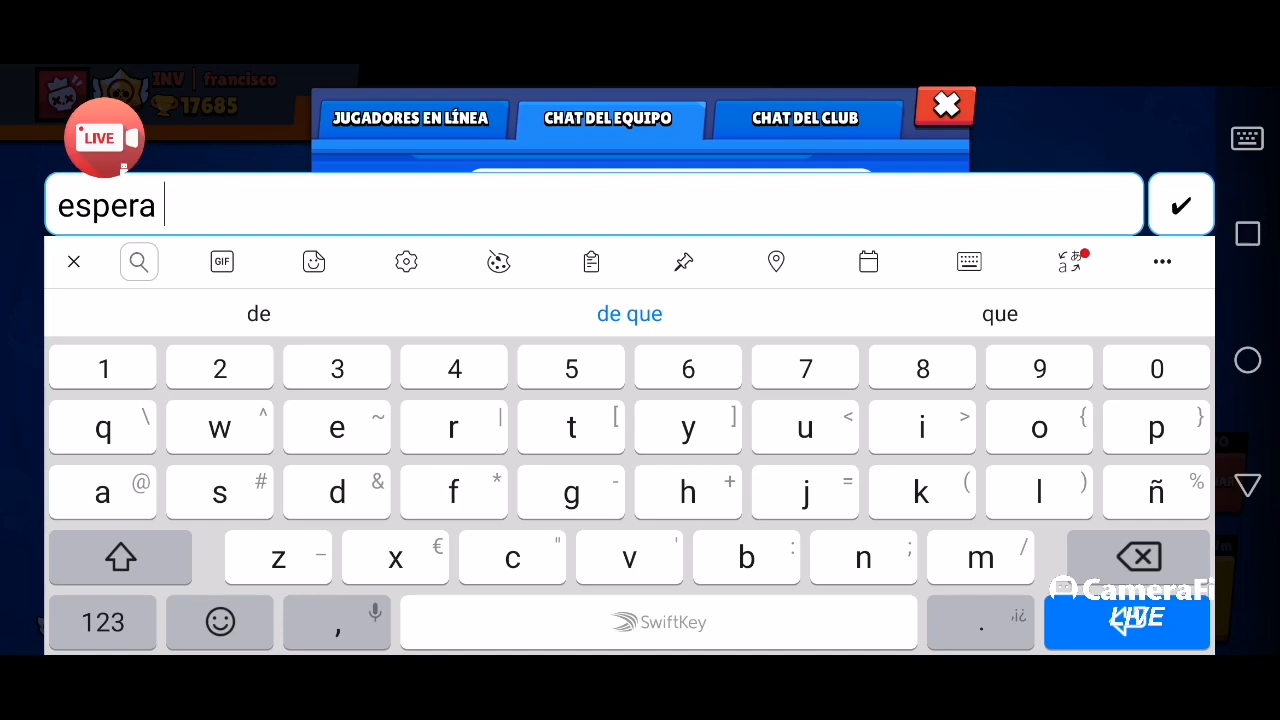 INV | francisco
17685
LIVE
JUGADORES EN LÍNEA
CHAT DEL EQUIPO
CHAT DEL CLUB
espera
GIF
de
de que
que
1 2 3 4 5 6 7 8 9 0
q \ w ^ e ~ r | t [ y ] u < i > o { p }
a @ s # d & f * g - h + j = k ( l ) ñ %
z _ x € c " v ' b : n ; m /
CameraFi
LIVE
123 , SwiftKey . ,!¿